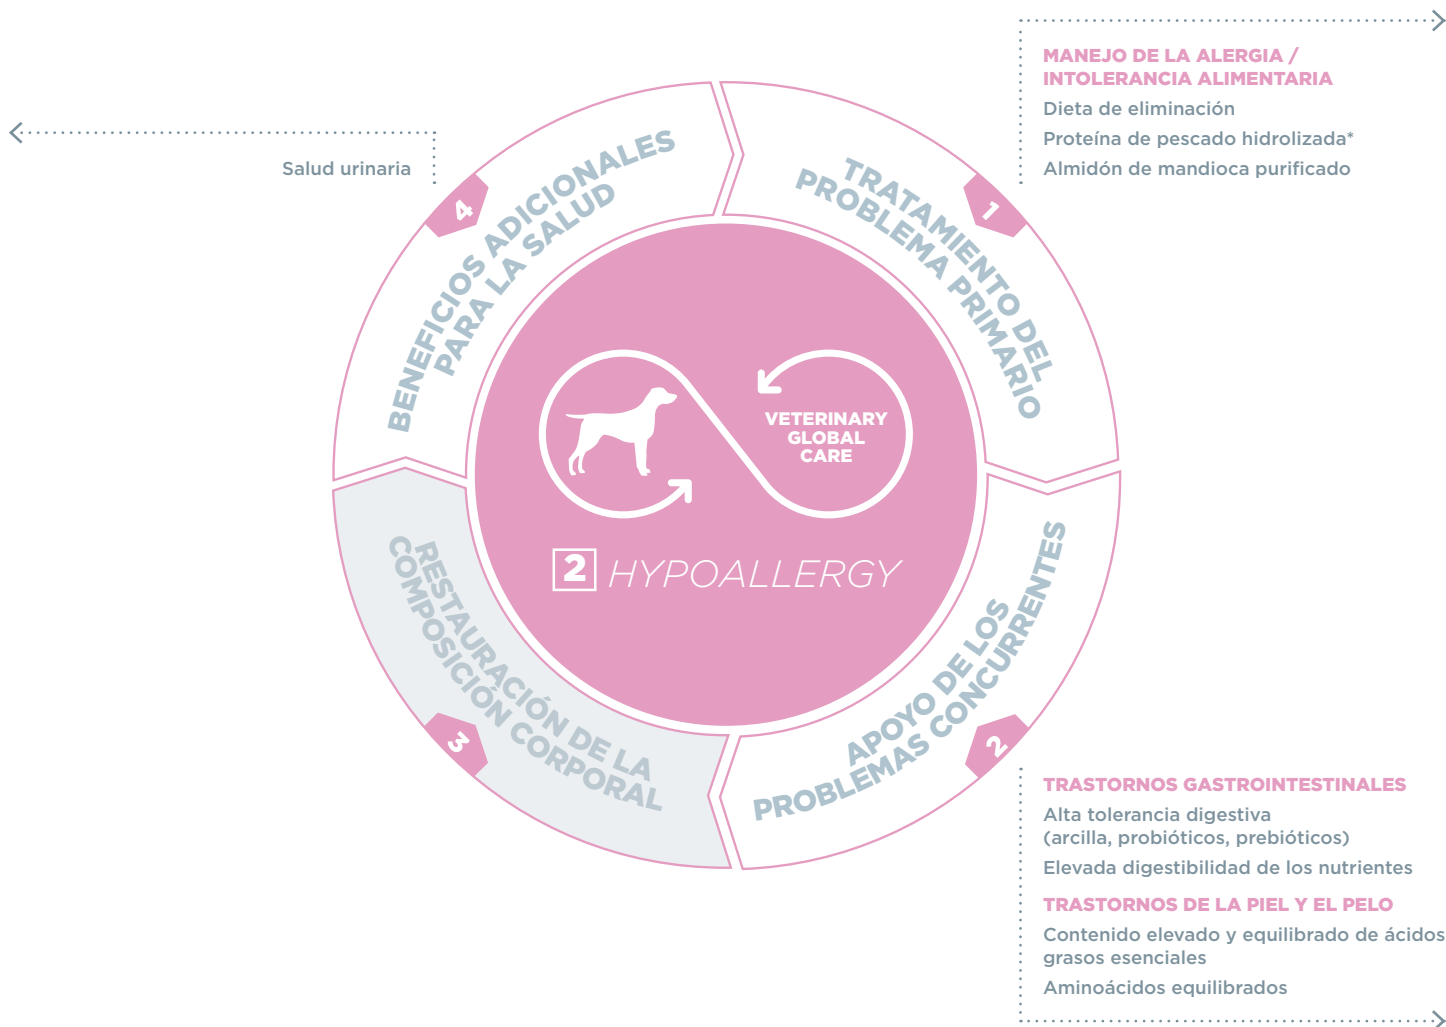 MANEJO DE LA ALERGIA /
INTOLERANCIA ALIMENTARIA
Dieta de eliminación
Proteína de pescado hidrolizada*
Almidón de mandioca purificado
Salud urinaria
4
BENEFICIOS ADICIONALES
PARA LA SALUD
1
TRATAMIENTO DEL
PROBLEMA PRIMARIO
VETERINARY
GLOBAL
CARE
2 HYPOALLERGY
3
RESTAURACIÓN DE LA
COMPOSICIÓN CORPORAL
2
APOYO DE LOS
PROBLEMAS CONCURRENTES
TRASTORNOS GASTROINTESTINALES
Alta tolerancia digestiva
(arcilla, probióticos, prebióticos)
Elevada digestibilidad de los nutrientes
TRASTORNOS DE LA PIEL Y EL PELO
Contenido elevado y equilibrado de ácidos
grasos esenciales
Aminoácidos equilibrados